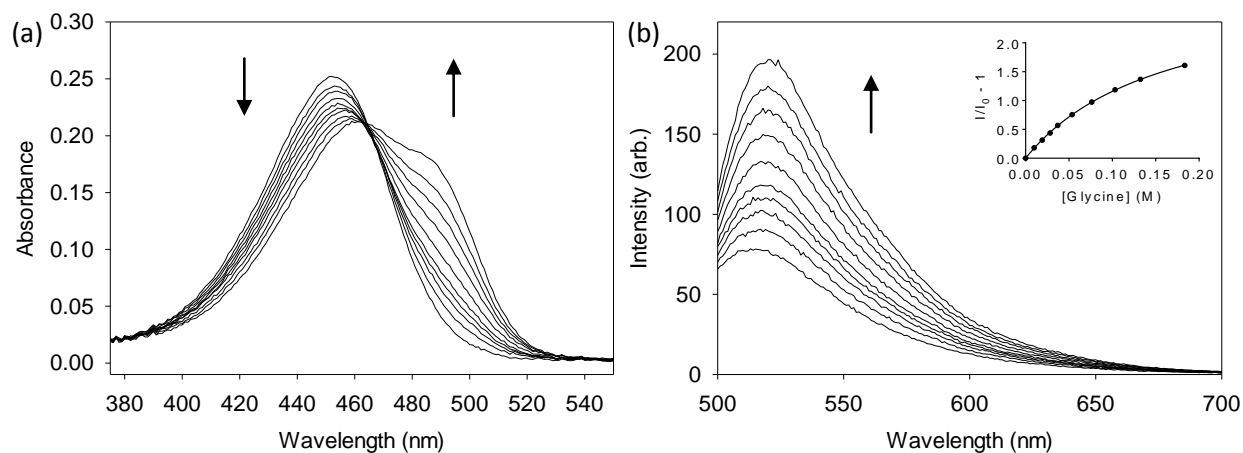 (a)
0.30
0.25
0.20
0.15
0.10
0.05
0.00
Absorbance
380 400 420 440 460 480 500 520 540
Wavelength (nm)
(b)
200
150
100
50
0
Intensity (arb.)
500 550 600 650 700
Wavelength (nm)
2.0
1.5
1.0
0.5
0.0
I/I0 - 1
0.00 0.05 0.10 0.15 0.20
[Glycine] (M)